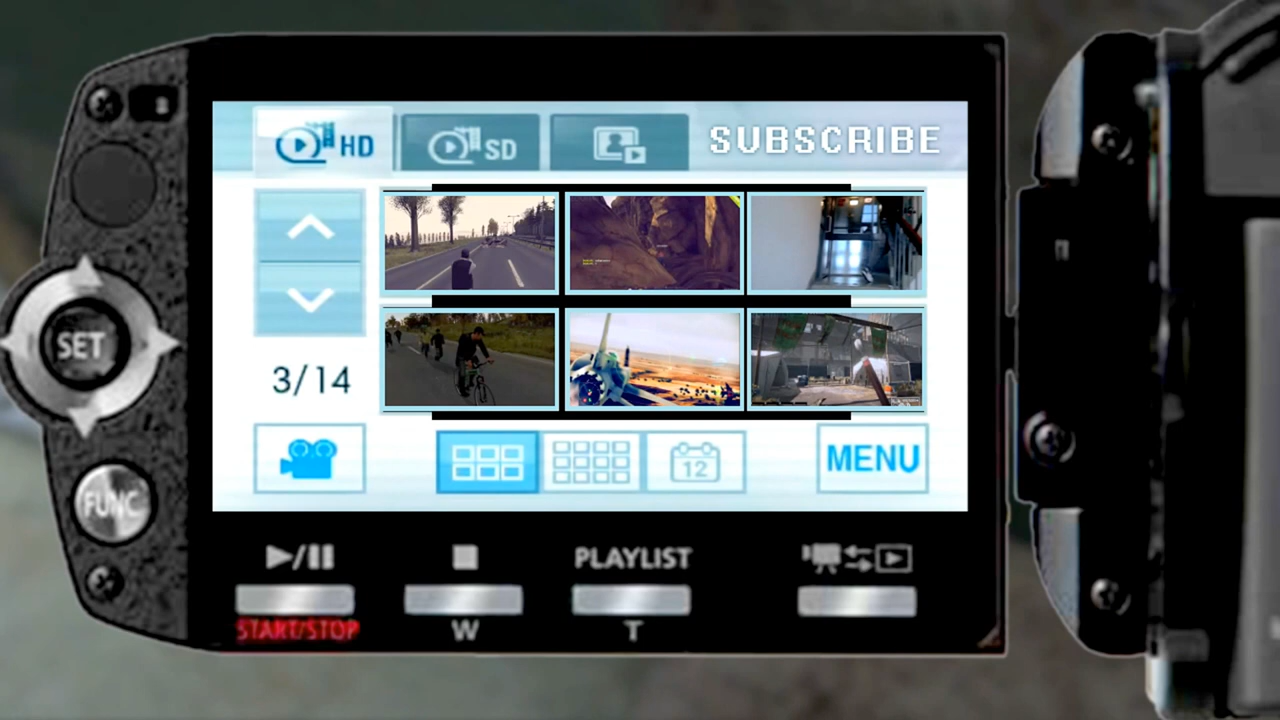 HD
SD
SUBSCRIBE
SET
3/14
12
MENU
FUNC
PLAYLIST
START/STOP
W
T